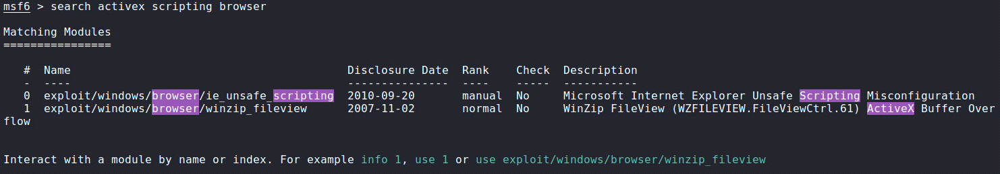 msf6 > search activex scripting browser
Matching Modules
================
#  Name                                     Disclosure Date  Rank    Check  Description
-  ----                                     ---------------  ----    -----  -----------
0  exploit/windows/browser/ie_unsafe_scripting  2010-09-20       manual  No     Microsoft Internet Explorer Unsafe Scripting Misconfiguration
1  exploit/windows/browser/winzip_fileview      2007-11-02       normal  No     WinZip FileView (WZFILEVIEW.FileViewCtrl.61) ActiveX Buffer Over
flow
Interact with a module by name or index. For example info 1, use 1 or use exploit/windows/browser/winzip_fileview